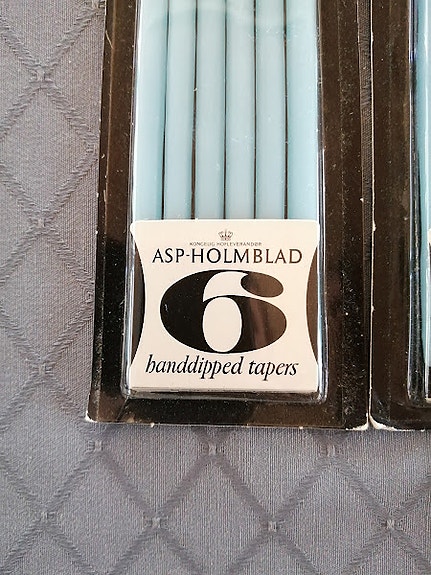 KONGELIG HOFLEVERANDØR
ASP-HOLMBLAD
6
handdipped tapers